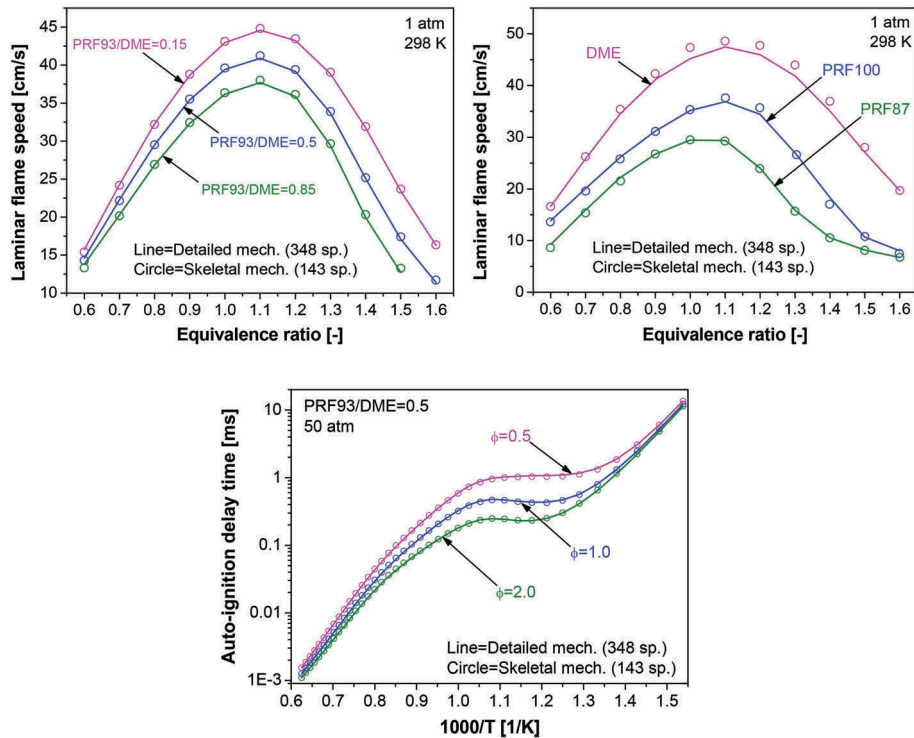 1 atm
298 K
PRF93/DME=0.15
PRF93/DME=0.5
PRF93/DME=0.85
Line=Detailed mech. (348 sp.)
Circle=Skeletal mech. (143 sp.)
Laminar flame speed [cm/s]
45
40
35
30
25
20
15
10
0.6 0.7 0.8 0.9 1.0 1.1 1.2 1.3 1.4 1.5 1.6
Equivalence ratio [-]
1 atm
298 K
DME
PRF100
PRF87
Line=Detailed mech. (348 sp.)
Circle=Skeletal mech. (143 sp.)
Laminar flame speed [cm/s]
50
40
30
20
10
0
0.6 0.7 0.8 0.9 1.0 1.1 1.2 1.3 1.4 1.5 1.6
Equivalence ratio [-]
PRF93/DME=0.5
50 atm
ϕ=0.5
ϕ=1.0
ϕ=2.0
Line=Detailed mech. (348 sp.)
Circle=Skeletal mech. (143 sp.)
Auto-ignition delay time [ms]
10
1
0.1
0.01
1E-3
0.6 0.7 0.8 0.9 1.0 1.1 1.2 1.3 1.4 1.5
1000/T [1/K]